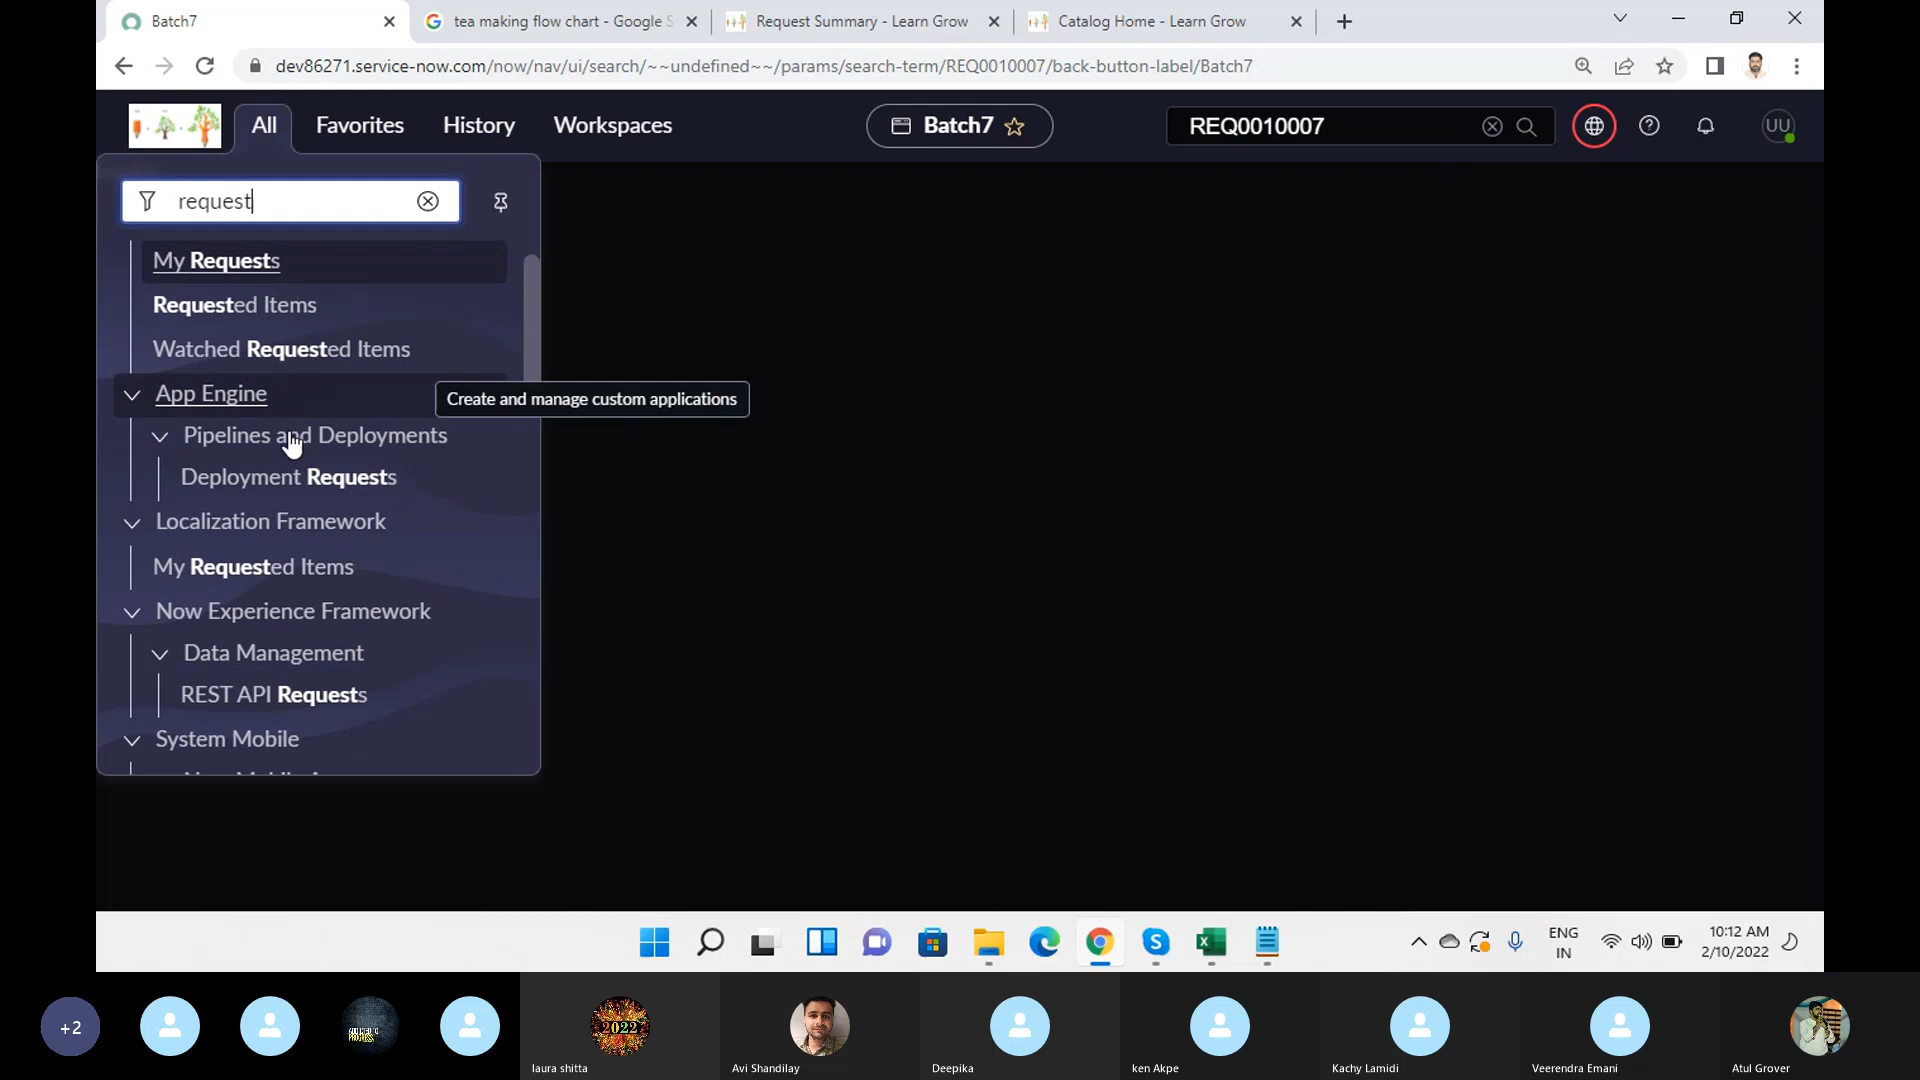 Batch7
tea making flow chart - Google S
Request Summary - Learn Grow
Catalog Home - Learn Grow
dev86271.service-now.com/now/nav/ui/search/~~undefined~~/params/search-term/REQ0010007/back-button-label/Batch7
All
Favorites
History
Workspaces
Batch7
REQ0010007
UU
request
My Requests
Requested Items
Watched Requested Items
App Engine
Create and manage custom applications
Pipelines and Deployments
Deployment Requests
Localization Framework
My Requested Items
Now Experience Framework
Data Management
REST API Requests
System Mobile
ENG
IN
10:12 AM
2/10/2022
+2
2022
laura shitta
Avi Shandilay
Deepika
ken Akpe
Kachy Lamidi
Veerendra Emani
Atul Grover